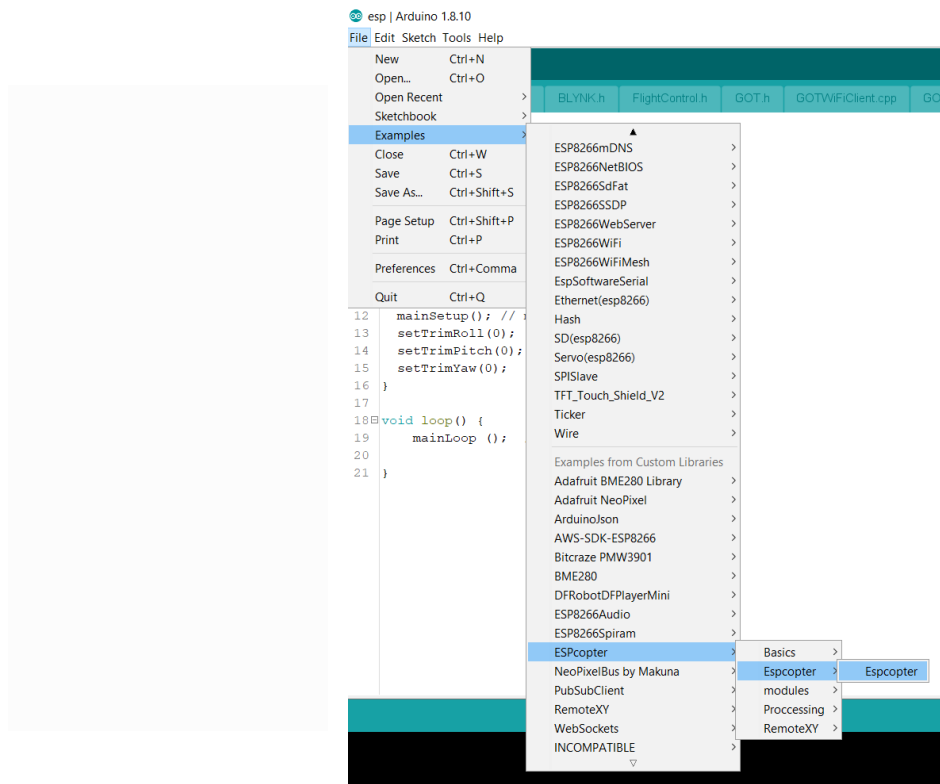 esp | Arduino 1.8.10
File Edit Sketch Tools Help
New Ctrl+N
Open... Ctrl+O
Open Recent
Sketchbook
Examples
Close Ctrl+W
Save Ctrl+S
Save As... Ctrl+Shift+S
Page Setup Ctrl+Shift+P
Print Ctrl+P
Preferences Ctrl+Comma
Quit Ctrl+Q
BLYNK.h FlightControl.h GOT.h GOTWiFiClient.cpp GO
12 mainSetup(); //
13 setTrimRoll(0);
14 setTrimPitch(0);
15 setTrimYaw(0);
16 }
17
18 void loop() {
19 mainLoop ();
20
21 }
ESP8266mDNS
ESP8266NetBIOS
ESP8266SdFat
ESP8266SSDP
ESP8266WebServer
ESP8266WiFi
ESP8266WiFiMesh
EspSoftwareSerial
Ethernet(esp8266)
Hash
SD(esp8266)
Servo(esp8266)
SPISlave
TFT_Touch_Shield_V2
Ticker
Wire
Examples from Custom Libraries
Adafruit BME280 Library
Adafruit NeoPixel
ArduinoJson
AWS-SDK-ESP8266
Bitcraze PMW3901
BME280
DFRobotDFPlayerMini
ESP8266Audio
ESP8266Spiram
ESPcopter
NeoPixelBus by Makuna
PubSubClient
RemoteXY
WebSockets
INCOMPATIBLE
Basics
Espcopter
modules
Proccessing
RemoteXY
Espcopter